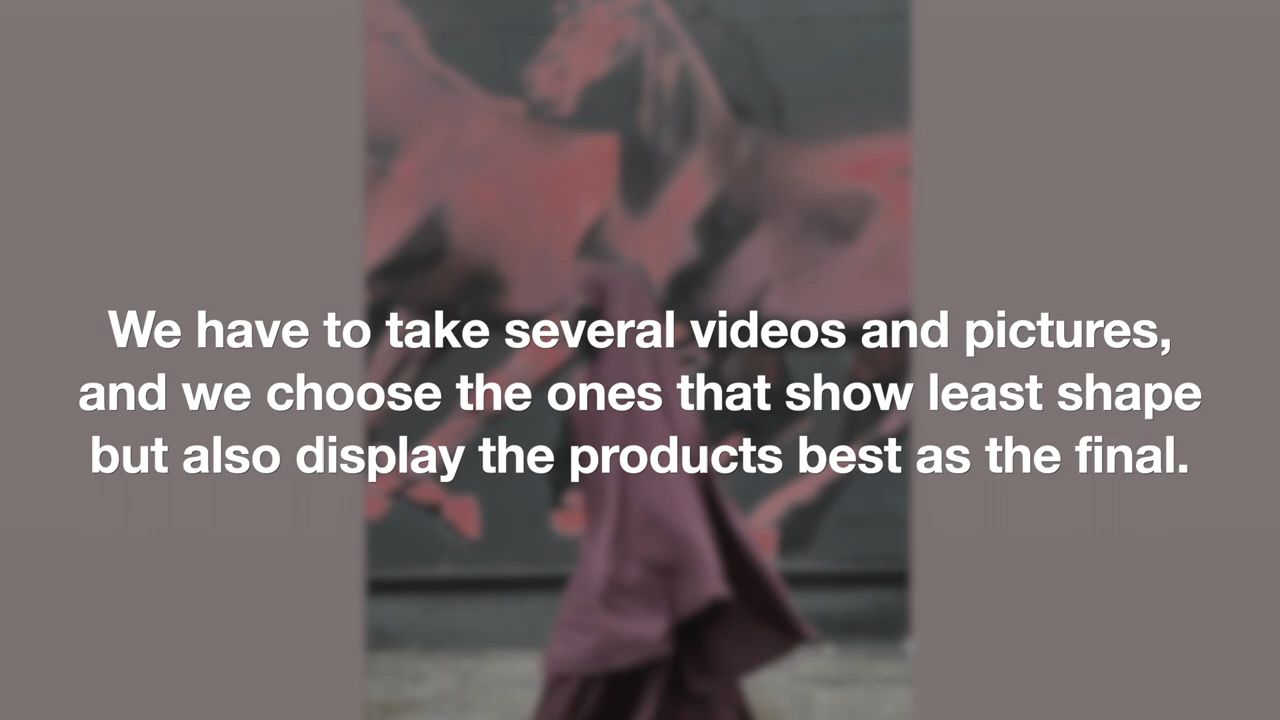 We have to take several videos and pictures,
and we choose the ones that show least shape
but also display the products best as the final.